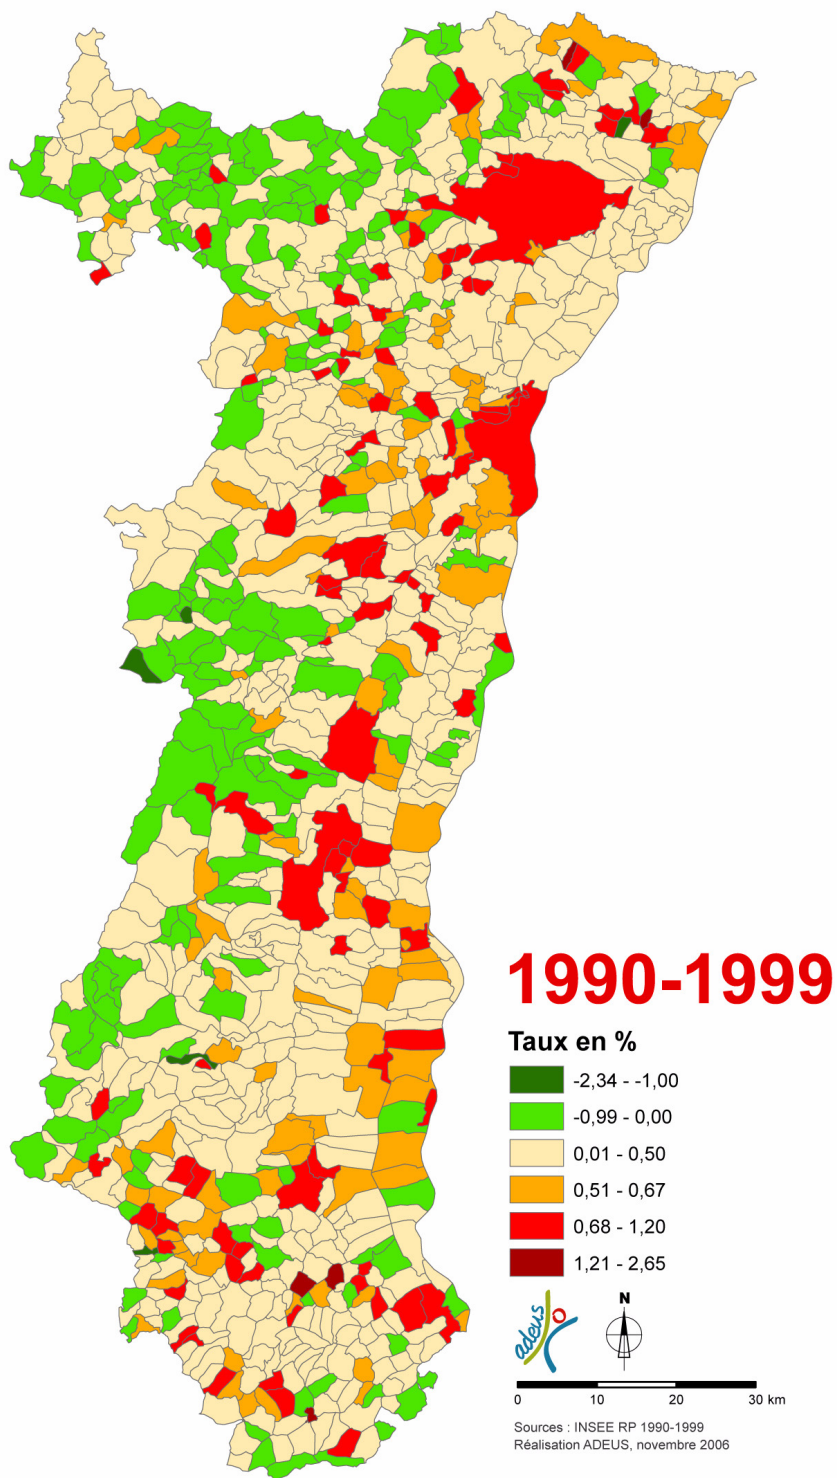 1990-1999
Taux en %
-2,34 - -1,00
-0,99 - 0,00
0,01 - 0,50
0,51 - 0,67
0,68 - 1,20
1,21 - 2,65
adeus
N
0 10 20 30 km
Sources : INSEE RP 1990-1999
Réalisation ADEUS, novembre 2006